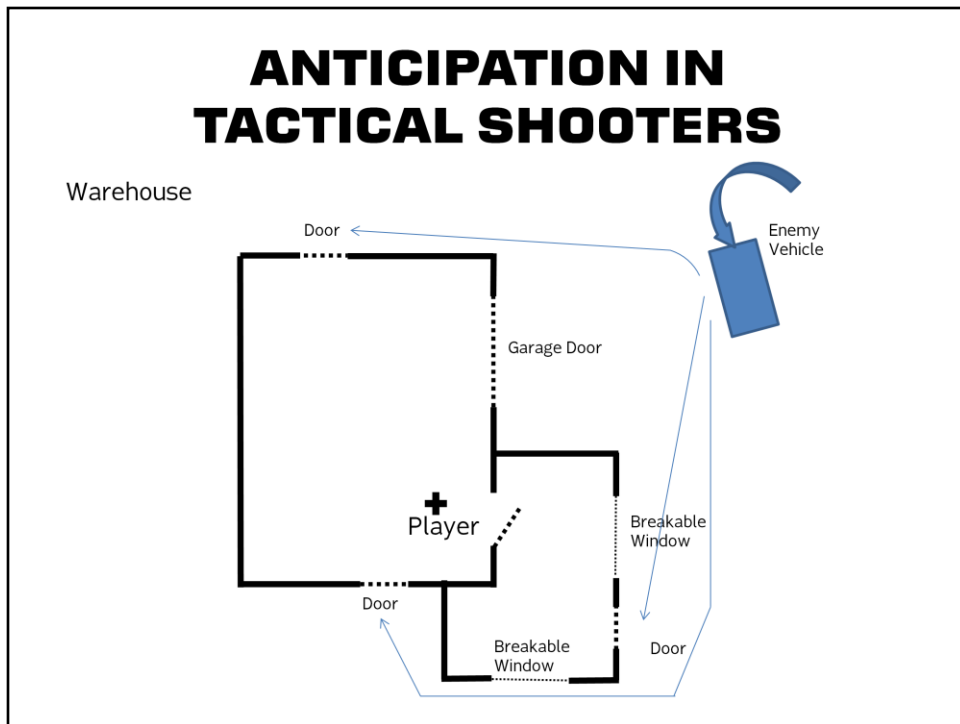 ANTICIPATION IN
TACTICAL SHOOTERS
Warehouse
Door
Enemy
Vehicle
Garage Door
Player
Breakable
Window
Door
Breakable
Window
Door